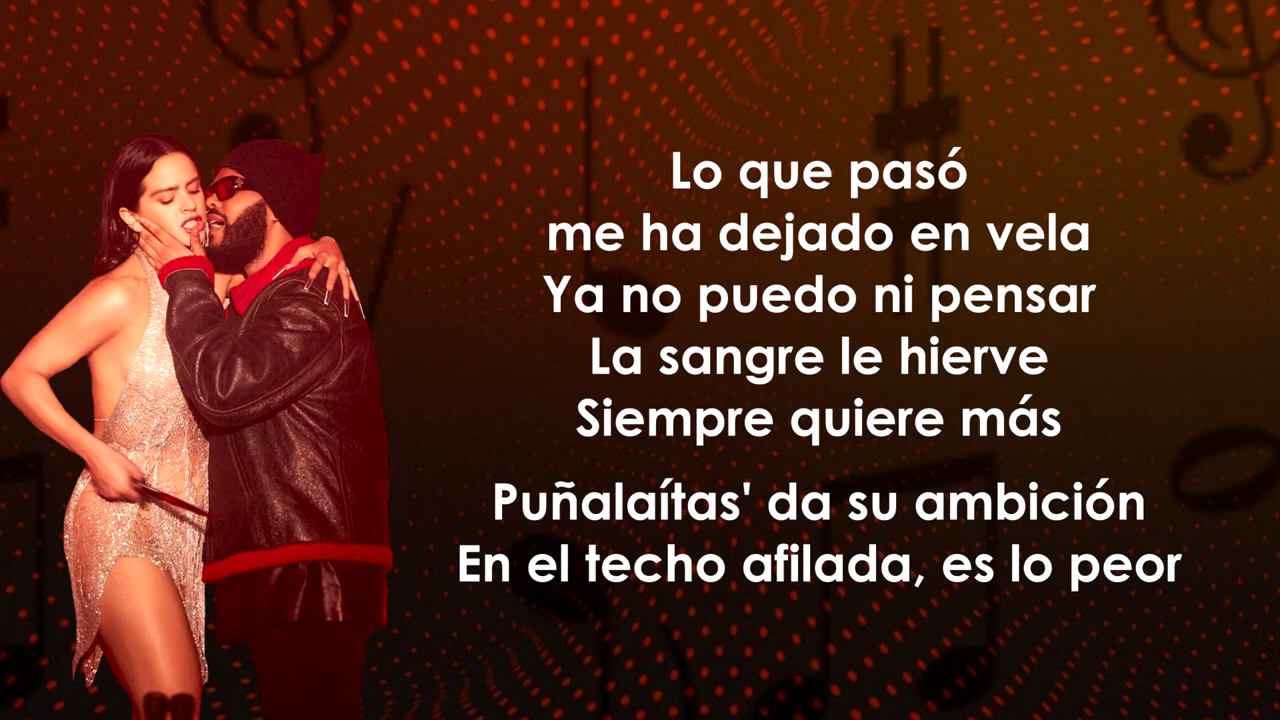 Lo que pasó
me ha dejado en vela
Ya no puedo ni pensar
La sangre le hierve
Siempre quiere más
Puñalaítas' da su ambición
En el techo afilada, es lo peor